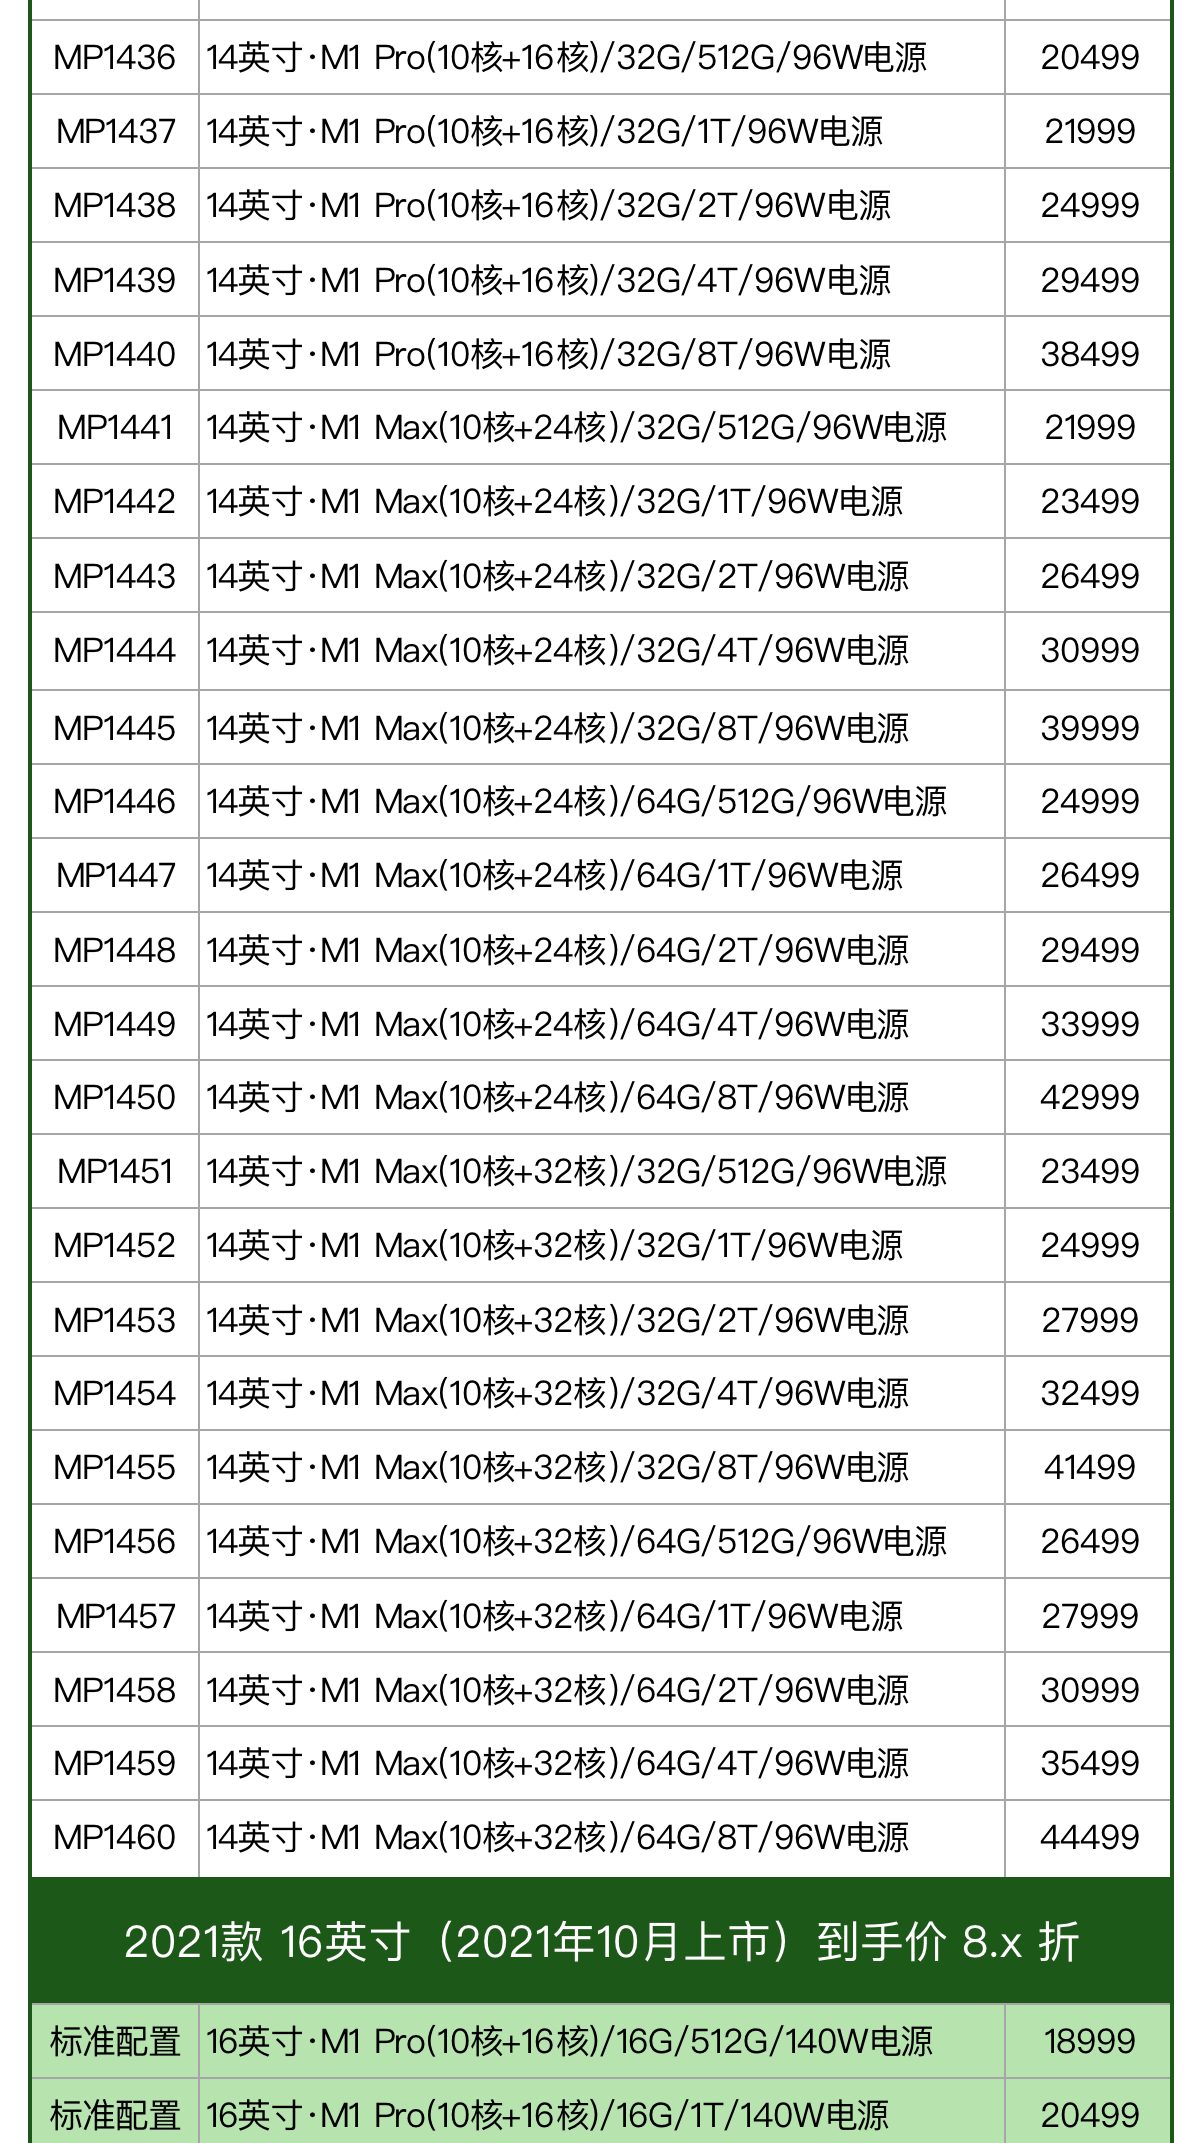 MP1436 14英寸·M1 Pro(10核+16核)/32G/512G/96W电源 20499
MP1437 14英寸·M1 Pro(10核+16核)/32G/1T/96W电源 21999
MP1438 14英寸·M1 Pro(10核+16核)/32G/2T/96W电源 24999
MP1439 14英寸·M1 Pro(10核+16核)/32G/4T/96W电源 29499
MP1440 14英寸·M1 Pro(10核+16核)/32G/8T/96W电源 38499
MP1441 14英寸·M1 Max(10核+24核)/32G/512G/96W电源 21999
MP1442 14英寸·M1 Max(10核+24核)/32G/1T/96W电源 23499
MP1443 14英寸·M1 Max(10核+24核)/32G/2T/96W电源 26499
MP1444 14英寸·M1 Max(10核+24核)/32G/4T/96W电源 30999
MP1445 14英寸·M1 Max(10核+24核)/32G/8T/96W电源 39999
MP1446 14英寸·M1 Max(10核+24核)/64G/512G/96W电源 24999
MP1447 14英寸·M1 Max(10核+24核)/64G/1T/96W电源 26499
MP1448 14英寸·M1 Max(10核+24核)/64G/2T/96W电源 29499
MP1449 14英寸·M1 Max(10核+24核)/64G/4T/96W电源 33999
MP1450 14英寸·M1 Max(10核+24核)/64G/8T/96W电源 42999
MP1451 14英寸·M1 Max(10核+32核)/32G/512G/96W电源 23499
MP1452 14英寸·M1 Max(10核+32核)/32G/1T/96W电源 24999
MP1453 14英寸·M1 Max(10核+32核)/32G/2T/96W电源 27999
MP1454 14英寸·M1 Max(10核+32核)/32G/4T/96W电源 32499
MP1455 14英寸·M1 Max(10核+32核)/32G/8T/96W电源 41499
MP1456 14英寸·M1 Max(10核+32核)/64G/512G/96W电源 26499
MP1457 14英寸·M1 Max(10核+32核)/64G/1T/96W电源 27999
MP1458 14英寸·M1 Max(10核+32核)/64G/2T/96W电源 30999
MP1459 14英寸·M1 Max(10核+32核)/64G/4T/96W电源 35499
MP1460 14英寸·M1 Max(10核+32核)/64G/8T/96W电源 44499
2021款 16英寸（2021年10月上市）到手价 8.x 折
标准配置 16英寸·M1 Pro(10核+16核)/16G/512G/140W电源 18999
标准配置 16英寸·M1 Pro(10核+16核)/16G/1T/140W电源 20499